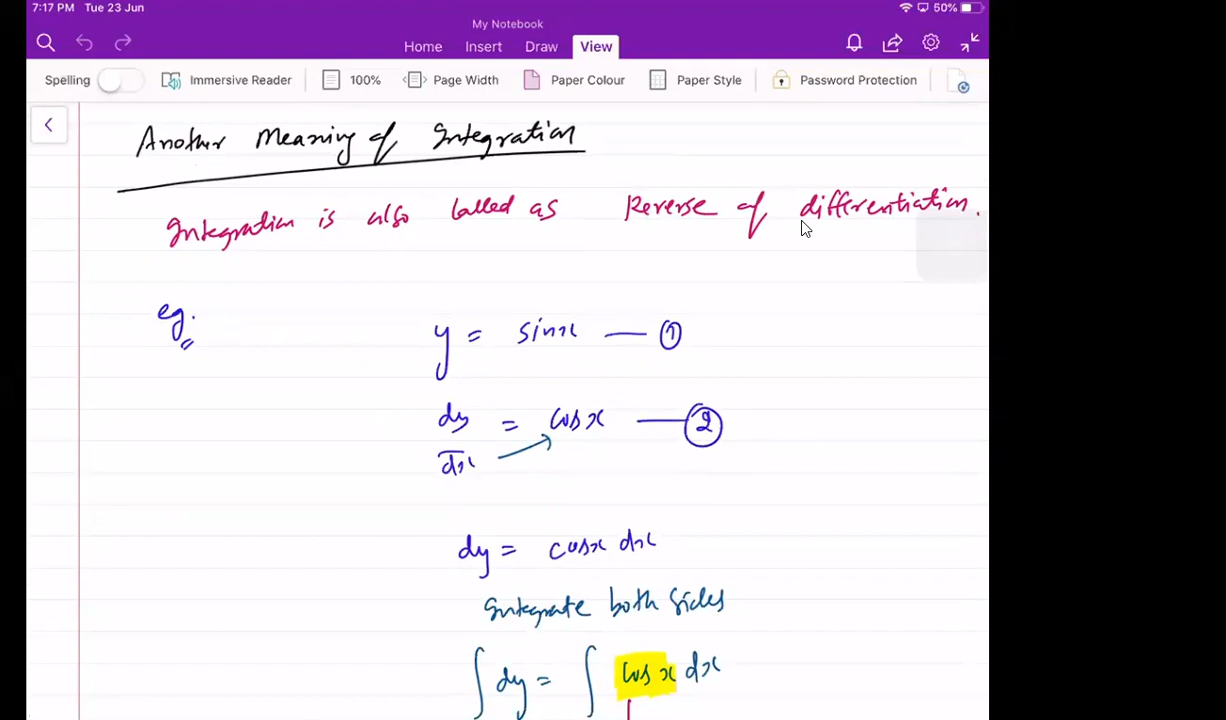 7:17 PM Tue 23 Jun 50%
My Notebook
Home Insert Draw View
Spelling Immersive Reader 100% Page Width Paper Colour Paper Style Password Protection
Another Meaning of Integration
Integration is also called as Reverse of differentiation.
eg.
y = sinx — ①
dy/dx = cosx — ②
dy = cosx dx
Integrate both sides
∫ dy = ∫ cosx dx